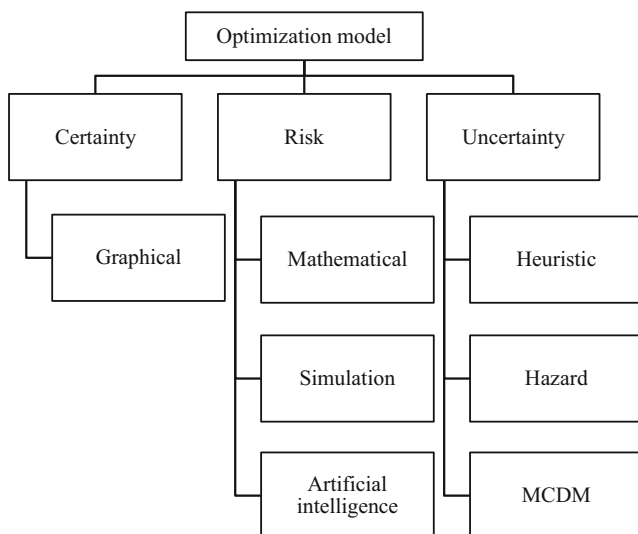 Optimization model
Certainty
Risk
Uncertainty
Graphical
Mathematical
Heuristic
Simulation
Hazard
Artificial
intelligence
MCDM